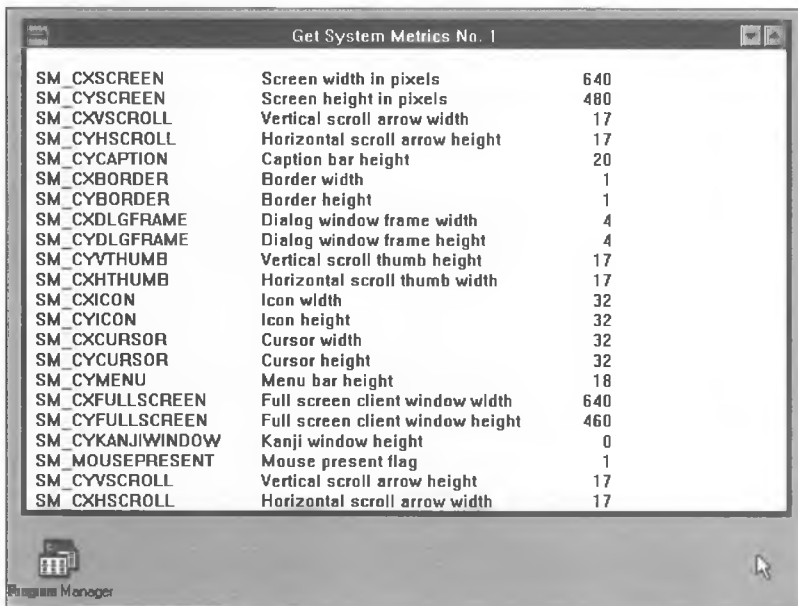 Get System Metrics No. 1
SM_CXSCREEN Screen width in pixels 640
SM_CYSCREEN Screen height in pixels 480
SM_CXVSCROLL Vertical scroll arrow width 17
SM_CYHSCROLL Horizontal scroll arrow height 17
SM_CYCAPTION Caption bar height 20
SM_CXBORDER Border width 1
SM_CYBORDER Border height 1
SM_CXDLGFRAME Dialog window frame width 4
SM_CYDLGFRAME Dialog window frame height 4
SM_CYVTHUMB Vertical scroll thumb height 17
SM_CXHTHUMB Horizontal scroll thumb width 17
SM_CXICON Icon width 32
SM_CYICON Icon height 32
SM_CXCURSOR Cursor width 32
SM_CYCURSOR Cursor height 32
SM_CYMENU Menu bar height 18
SM_CXFULLSCREEN Full screen client window width 640
SM_CYFULLSCREEN Full screen client window height 460
SM_CYKANJIWINDOW Kanji window height 0
SM_MOUSEPRESENT Mouse present flag 1
SM_CYVSCROLL Vertical scroll arrow height 17
SM_CXHSCROLL Horizontal scroll arrow width 17
Program Manager